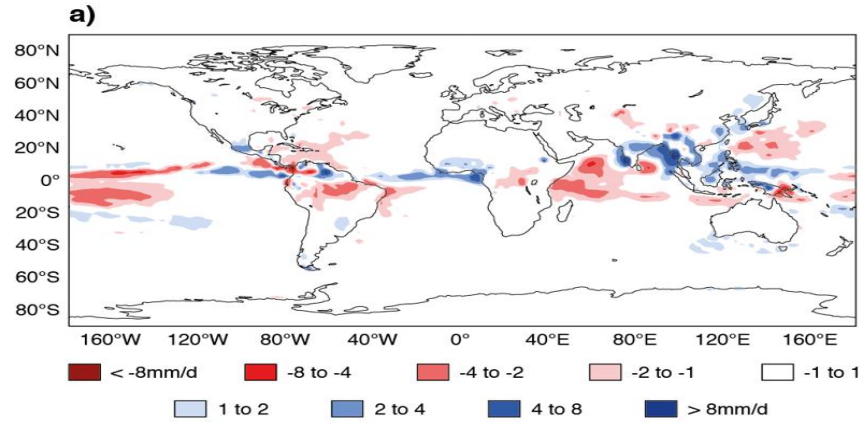 a)
80°N
60°N
40°N
20°N
0°
20°S
40°S
60°S
80°S
160°W 120°W 80°W 40°W 0° 40°E 80°E 120°E 160°E
< -8mm/d -8 to -4 -4 to -2 -2 to -1 -1 to 1
1 to 2 2 to 4 4 to 8 > 8mm/d